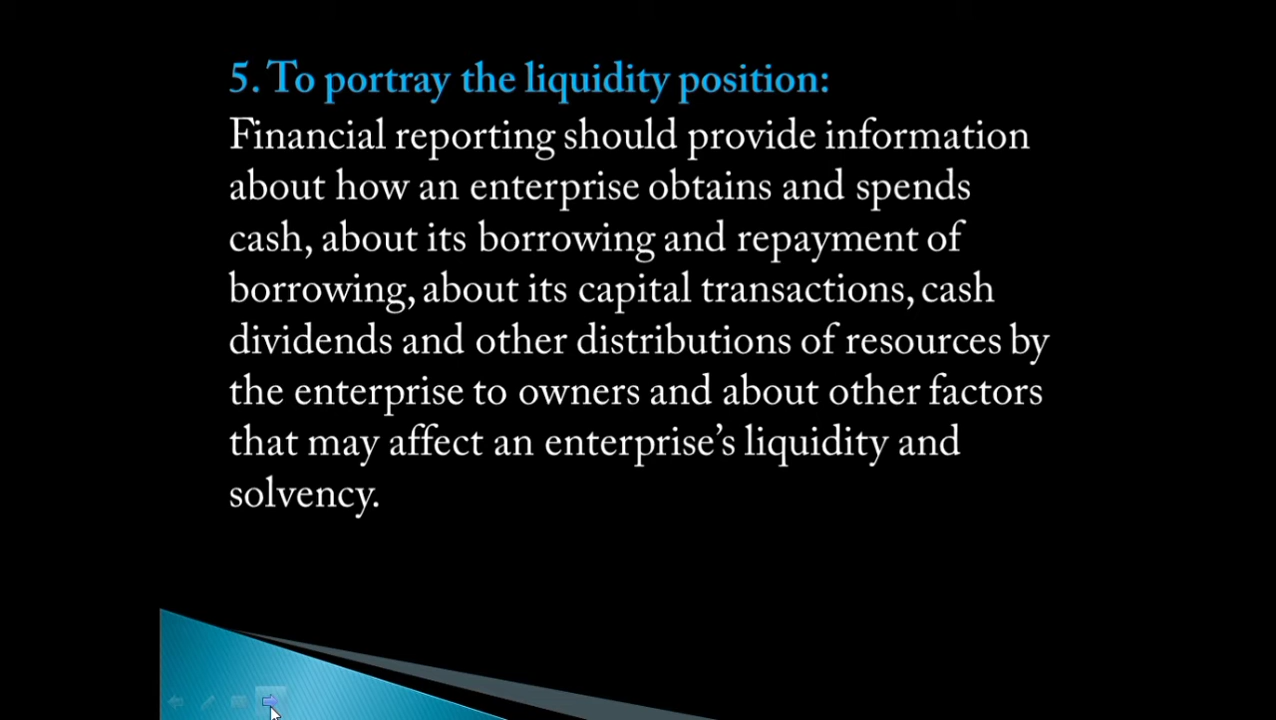 5. To portray the liquidity position:
Financial reporting should provide information
about how an enterprise obtains and spends
cash, about its borrowing and repayment of
borrowing, about its capital transactions, cash
dividends and other distributions of resources by
the enterprise to owners and about other factors
that may affect an enterprise’s liquidity and
solvency.